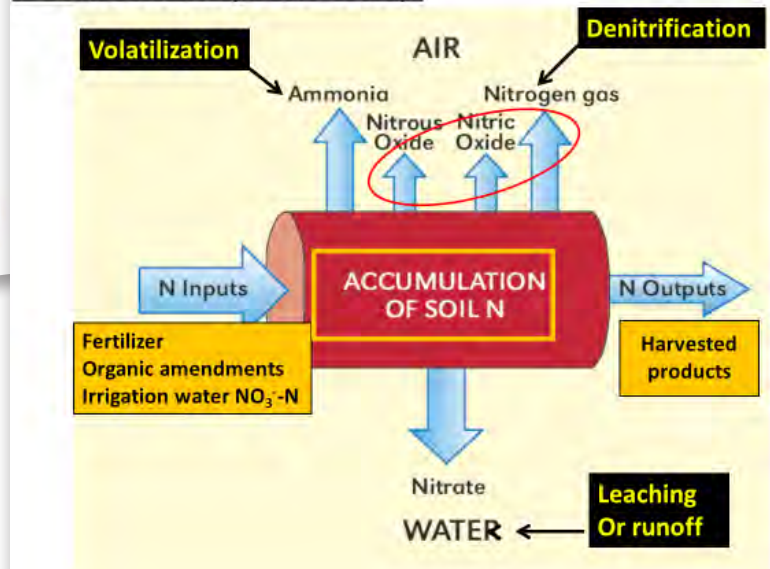 Volatilization
AIR
Denitrification
Ammonia
Nitrogen gas
Nitrous
Oxide
Nitric
Oxide
N Inputs
ACCUMULATION
OF SOIL N
N Outputs
Fertilizer
Organic amendments
Irrigation water NO₃⁻-N
Harvested
products
Nitrate
WATER
Leaching
Or runoff